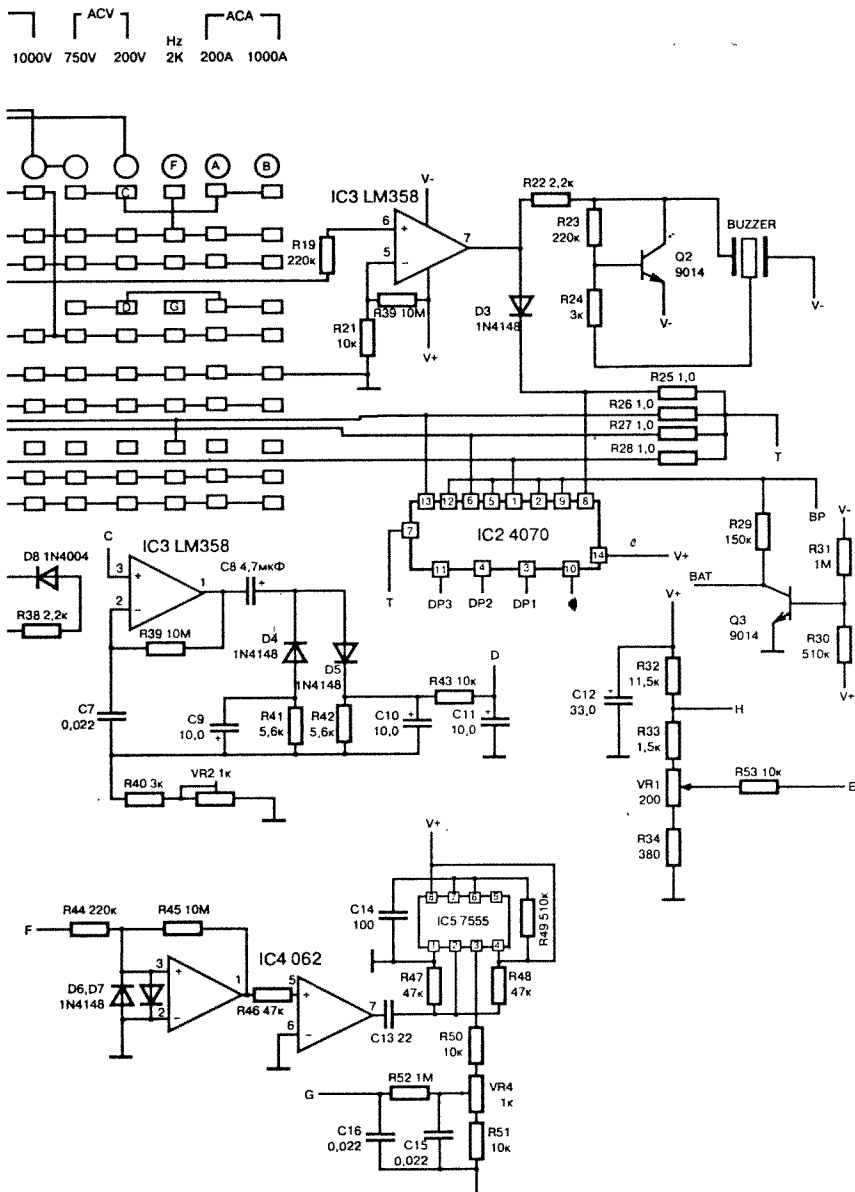 ACV
ACA
Hz
1000V 750V 200V 2K 200A 1000A
F A B
C
D G
IC3 LM358
V-
6
+
7
5
−
R19
220к
R39 10M
R21
10к
V+
R22 2,2к
R23
220к
Q2
9014
BUZZER
V-
V-
D3
1N4148
R24
3к
R25 1,0
R26 1,0
R27 1,0
R28 1,0
T
13 12 6 5 1 2 9 8
7
IC2 4070
14
V+
11 4 3 10
T
DP3 DP2 DP1
BP
R29
150к
V-
R31
1M
BAT
Q3
9014
R30
510к
V+
D8 1N4004
R38 2,2к
C
IC3 LM358
3
+
1
2
−
C8 4,7мкФ
+
R39 10M
D4
1N4148
D5
1N4148
C7
0,022
C9
10,0
+
R41
5,6к
R42
5,6к
C10
10,0
+
R43 10к
D
C11
10,0
+
R40 3к
VR2 1к
V+
C12
33,0
+
R32
11,5к
H
R33
1,5к
VR1
200
R53 10к
E
R34
380
V+
8 7 6 5
IC5 7555
1 2 3 4
C14
100
R49 510к
R47
47к
R48
47к
F
R44 220к
R45 10M
IC4 062
D6,D7
1N4148
3
+
1
2
−
R46 47к
5
+
7
6
−
C13 22
R50
10к
G
R52 1M
VR4
1к
C16
0,022
C15
0,022
R51
10к